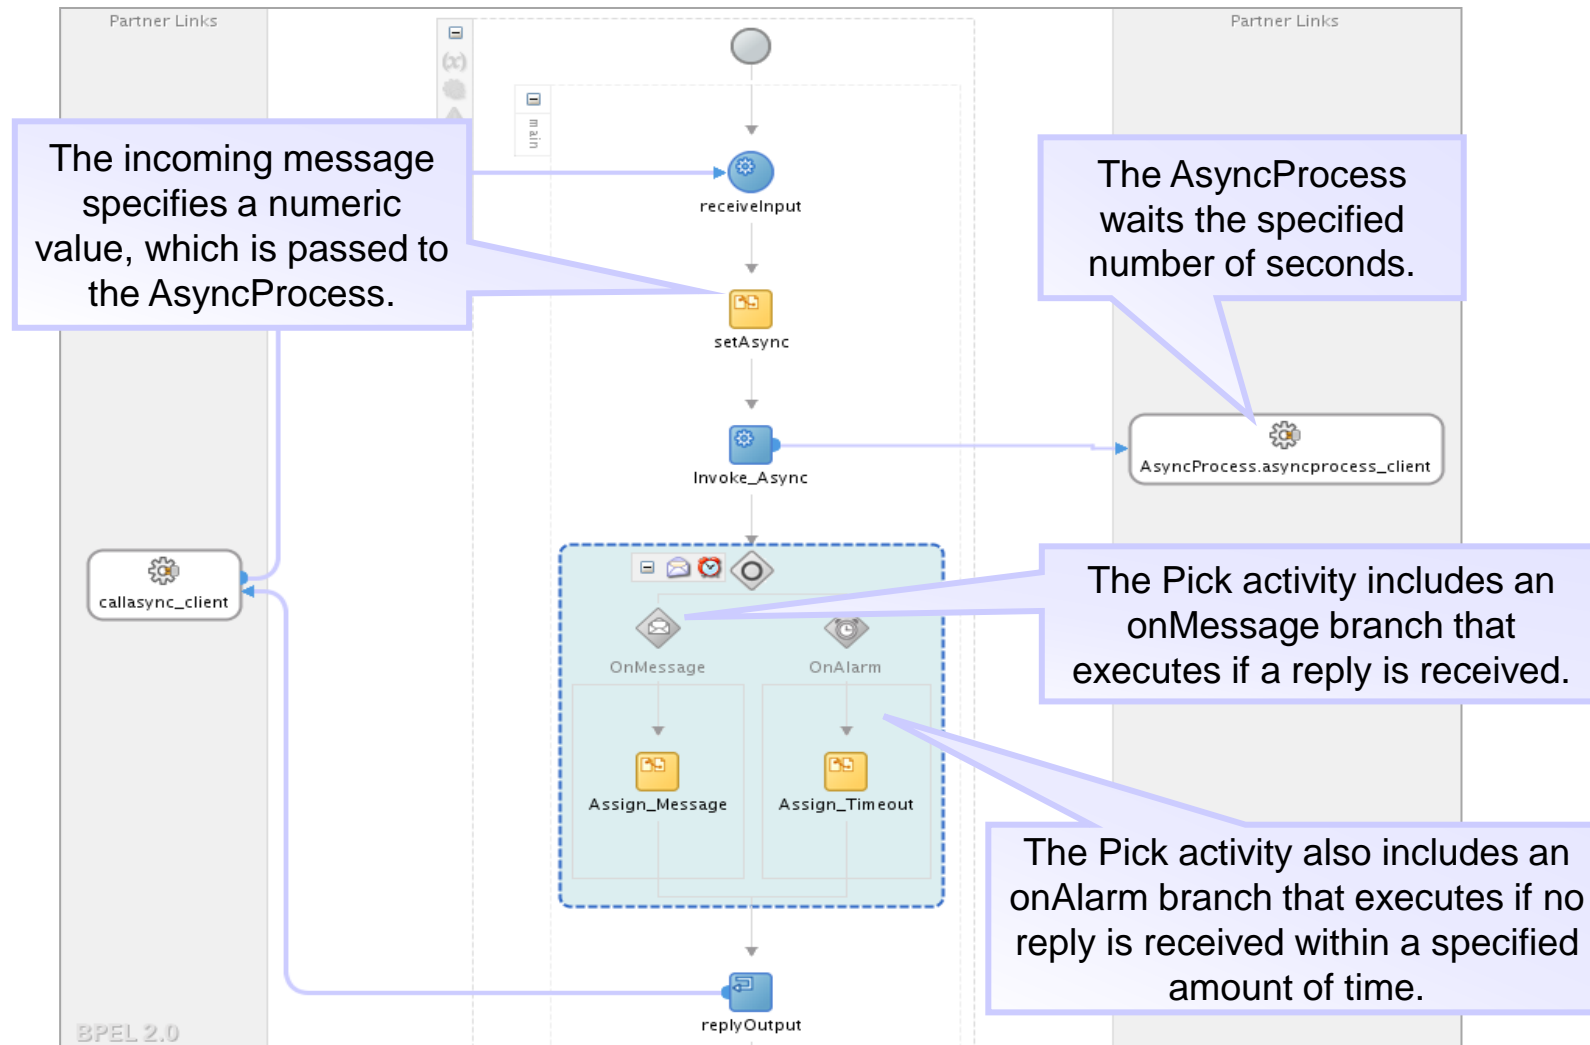 Partner Links
Partner Links
(x)
main
The incoming message
specifies a numeric
value, which is passed to
the AsyncProcess.
The AsyncProcess
waits the specified
number of seconds.
receiveInput
setAsync
Invoke_Async
AsyncProcess.asyncprocess_client
callasync_client
The Pick activity includes an
onMessage branch that
executes if a reply is received.
OnMessage
OnAlarm
Assign_Message
Assign_Timeout
The Pick activity also includes an
onAlarm branch that executes if no
reply is received within a specified
amount of time.
replyOutput
BPEL 2.0